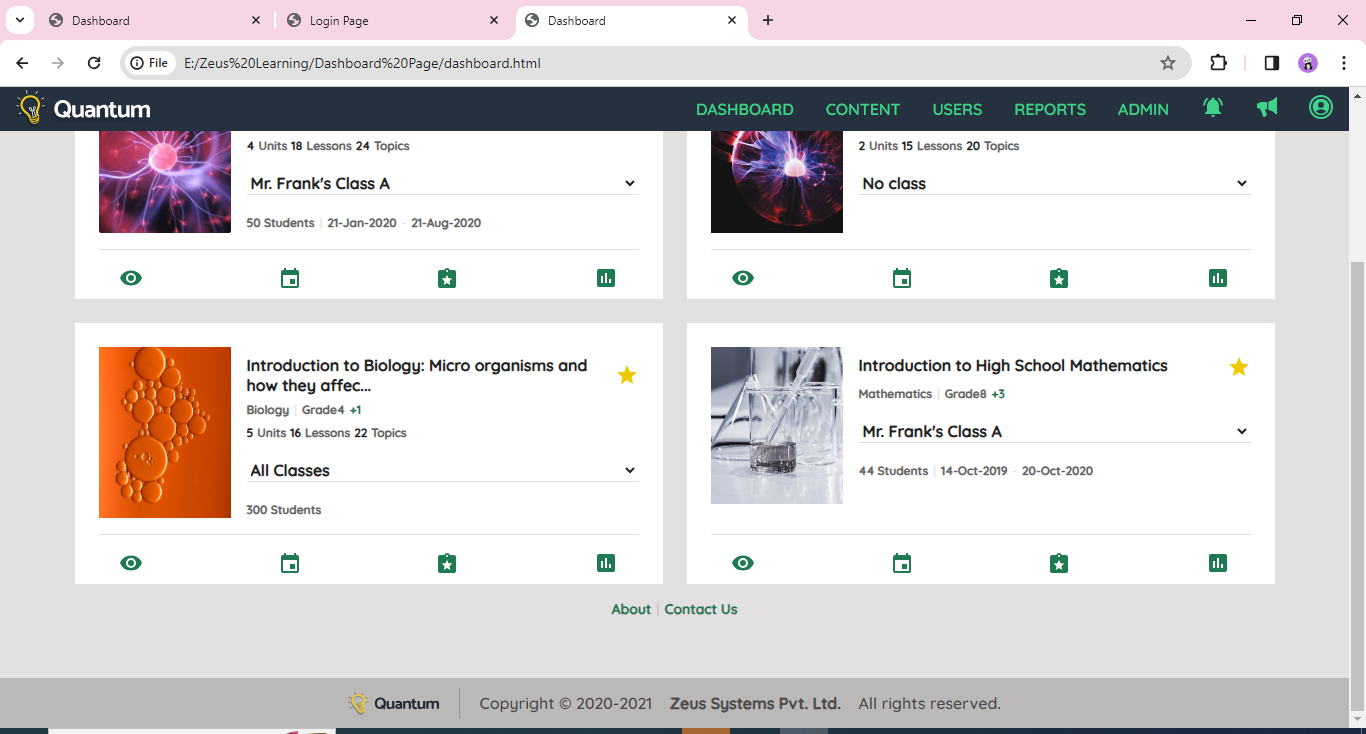 Dashboard
Login Page
Dashboard
File
E:/Zeus%20Learning/Dashboard%20Page/dashboard.html
Quantum
DASHBOARD
CONTENT
USERS
REPORTS
ADMIN
4 Units 18 Lessons 24 Topics
Mr. Frank's Class A
50 Students | 21-Jan-2020 - 21-Aug-2020
2 Units 15 Lessons 20 Topics
No class
Introduction to Biology: Micro organisms and
how they affec...
Biology | Grade4 +1
5 Units 16 Lessons 22 Topics
All Classes
300 Students
Introduction to High School Mathematics
Mathematics | Grade8 +3
Mr. Frank's Class A
44 Students | 14-Oct-2019 - 20-Oct-2020
About | Contact Us
Quantum
Copyright © 2020-2021 Zeus Systems Pvt. Ltd. All rights reserved.